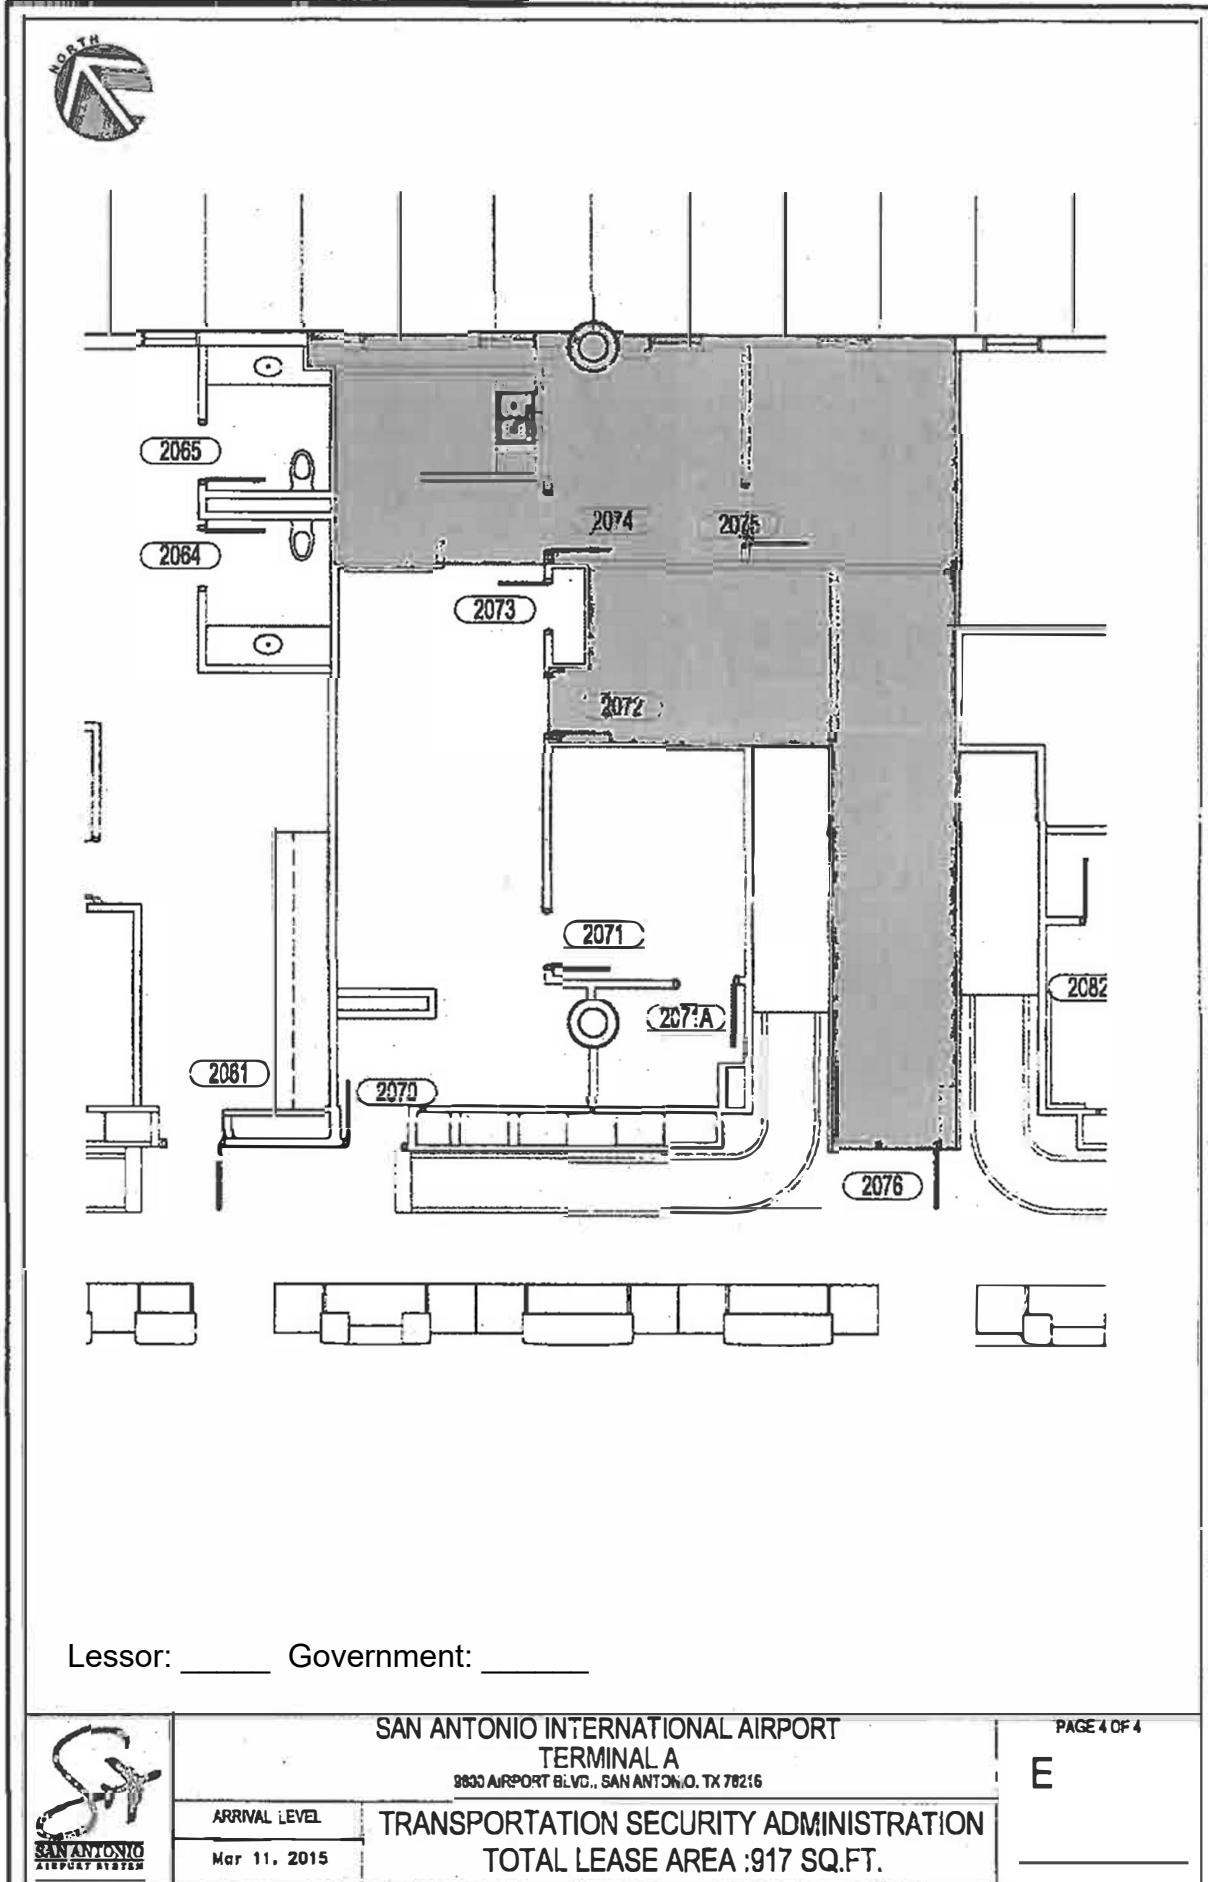 NORTH
2065
2074
2075
2064
2073
2072
2071
2082
2071A
2061
2070
2076
Lessor: _____ Government: ______
SAN ANTONIO INTERNATIONAL AIRPORT
TERMINAL A
9800 AIRPORT BLVD., SAN ANTONIO, TX 78216
PAGE 4 OF 4
E
SAN ANTONIO
AIRPORT SYSTEM
ARRIVAL LEVEL
Mar 11, 2015
TRANSPORTATION SECURITY ADMINISTRATION
TOTAL LEASE AREA :917 SQ.FT.